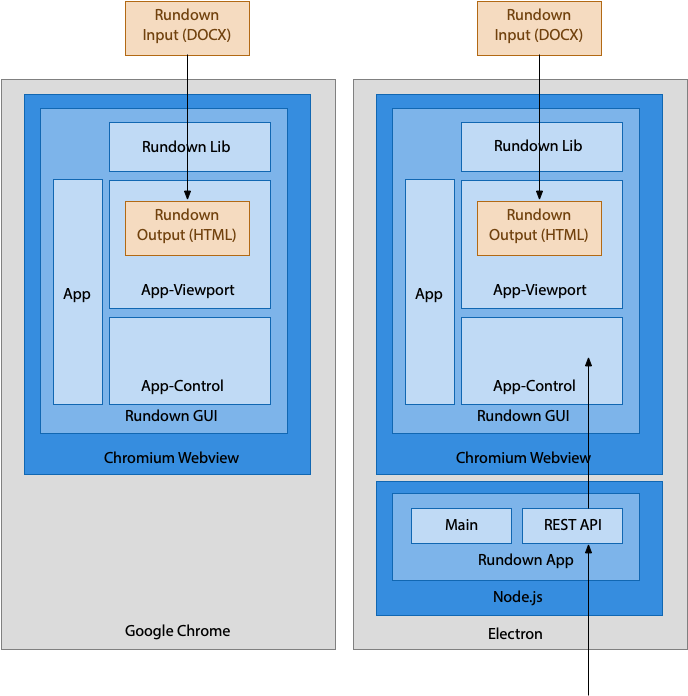 Rundown
Input (DOCX)
Rundown Lib
Rundown
Output (HTML)
App
App-Viewport
App-Control
Rundown GUI
Chromium Webview
Google Chrome
Rundown
Input (DOCX)
Rundown Lib
Rundown
Output (HTML)
App
App-Viewport
App-Control
Rundown GUI
Chromium Webview
Main
REST API
Rundown App
Node.js
Electron